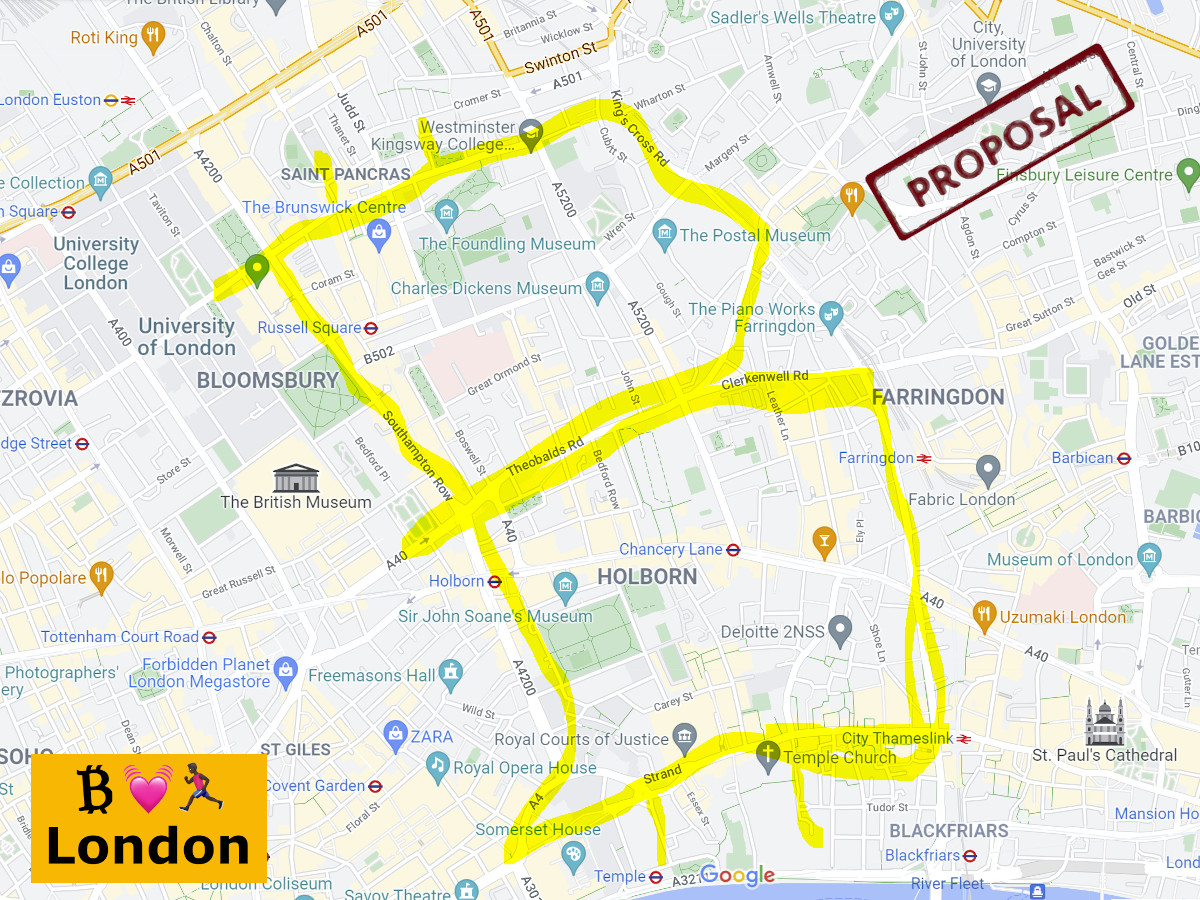 The British Library
A501
A501
Britannia St
Wicklow St
Sadler's Wells Theatre
City,
University
of London
Roti King
Chalton St
Swinton St
A501
St John St
Central St
London Euston
Judd St
Thanet St
Cromer St
King's Cross Rd
Wharton St
Amwell St
PROPOSAL
A4200
A501
Westminster
Kingsway College...
Cubitt St
Margery St
e Collection
SAINT PANCRAS
Finsbury Leisure Centre
n Square
Taviton St
The Brunswick Centre
A5200
Wren St
Cyrus St
Agdon St
Compton St
University
College
London
The Foundling Museum
The Postal Museum
Bastwick St
Gee St
Coram St
Charles Dickens Museum
Gough St
Old St
A400
University
of London
Russell Square
B502
A5200
The Piano Works
Farringdon
Great Sutton St
GOLDE
LANE EST
BLOOMSBURY
Great Ormond St
John St
Clerkenwell Rd
FARRINGDON
TZROVIA
Southampton Row
Leather Ln
dge Street
Store St
Bedford Pl
Boswell St
Theobalds Rd
Bedford Row
Farringdon
Barbican
B10
The British Museum
Fabric London
BARBIC
Morwell St
A40
A40
Ely Pl
Great Russell St
Chancery Lane
Museum of London
lo Popolare
Holborn
HOLBORN
A40
Sir John Soane's Museum
Uzumaki London
Tottenham Court Road
Deloitte 2NSS
Shoe Ln
A40
Photographers'
ery
Forbidden Planet
London Megastore
Freemasons Hall
A4200
Gutter Ln
Wild St
Carey St
Dean St
ZARA
Royal Courts of Justice
City Thameslink
SOHO
ST GILES
St. Paul's Cathedral
Royal Opera House
Strand
Temple Church
Covent Garden
A4
Essex St
Tudor St
Mansion Ho
Floral St
Somerset House
BLACKFRIARS
London
Blackfriars
Lond
London Coliseum
Temple
A321
Google
River Fleet
Savoy Theatre
A301